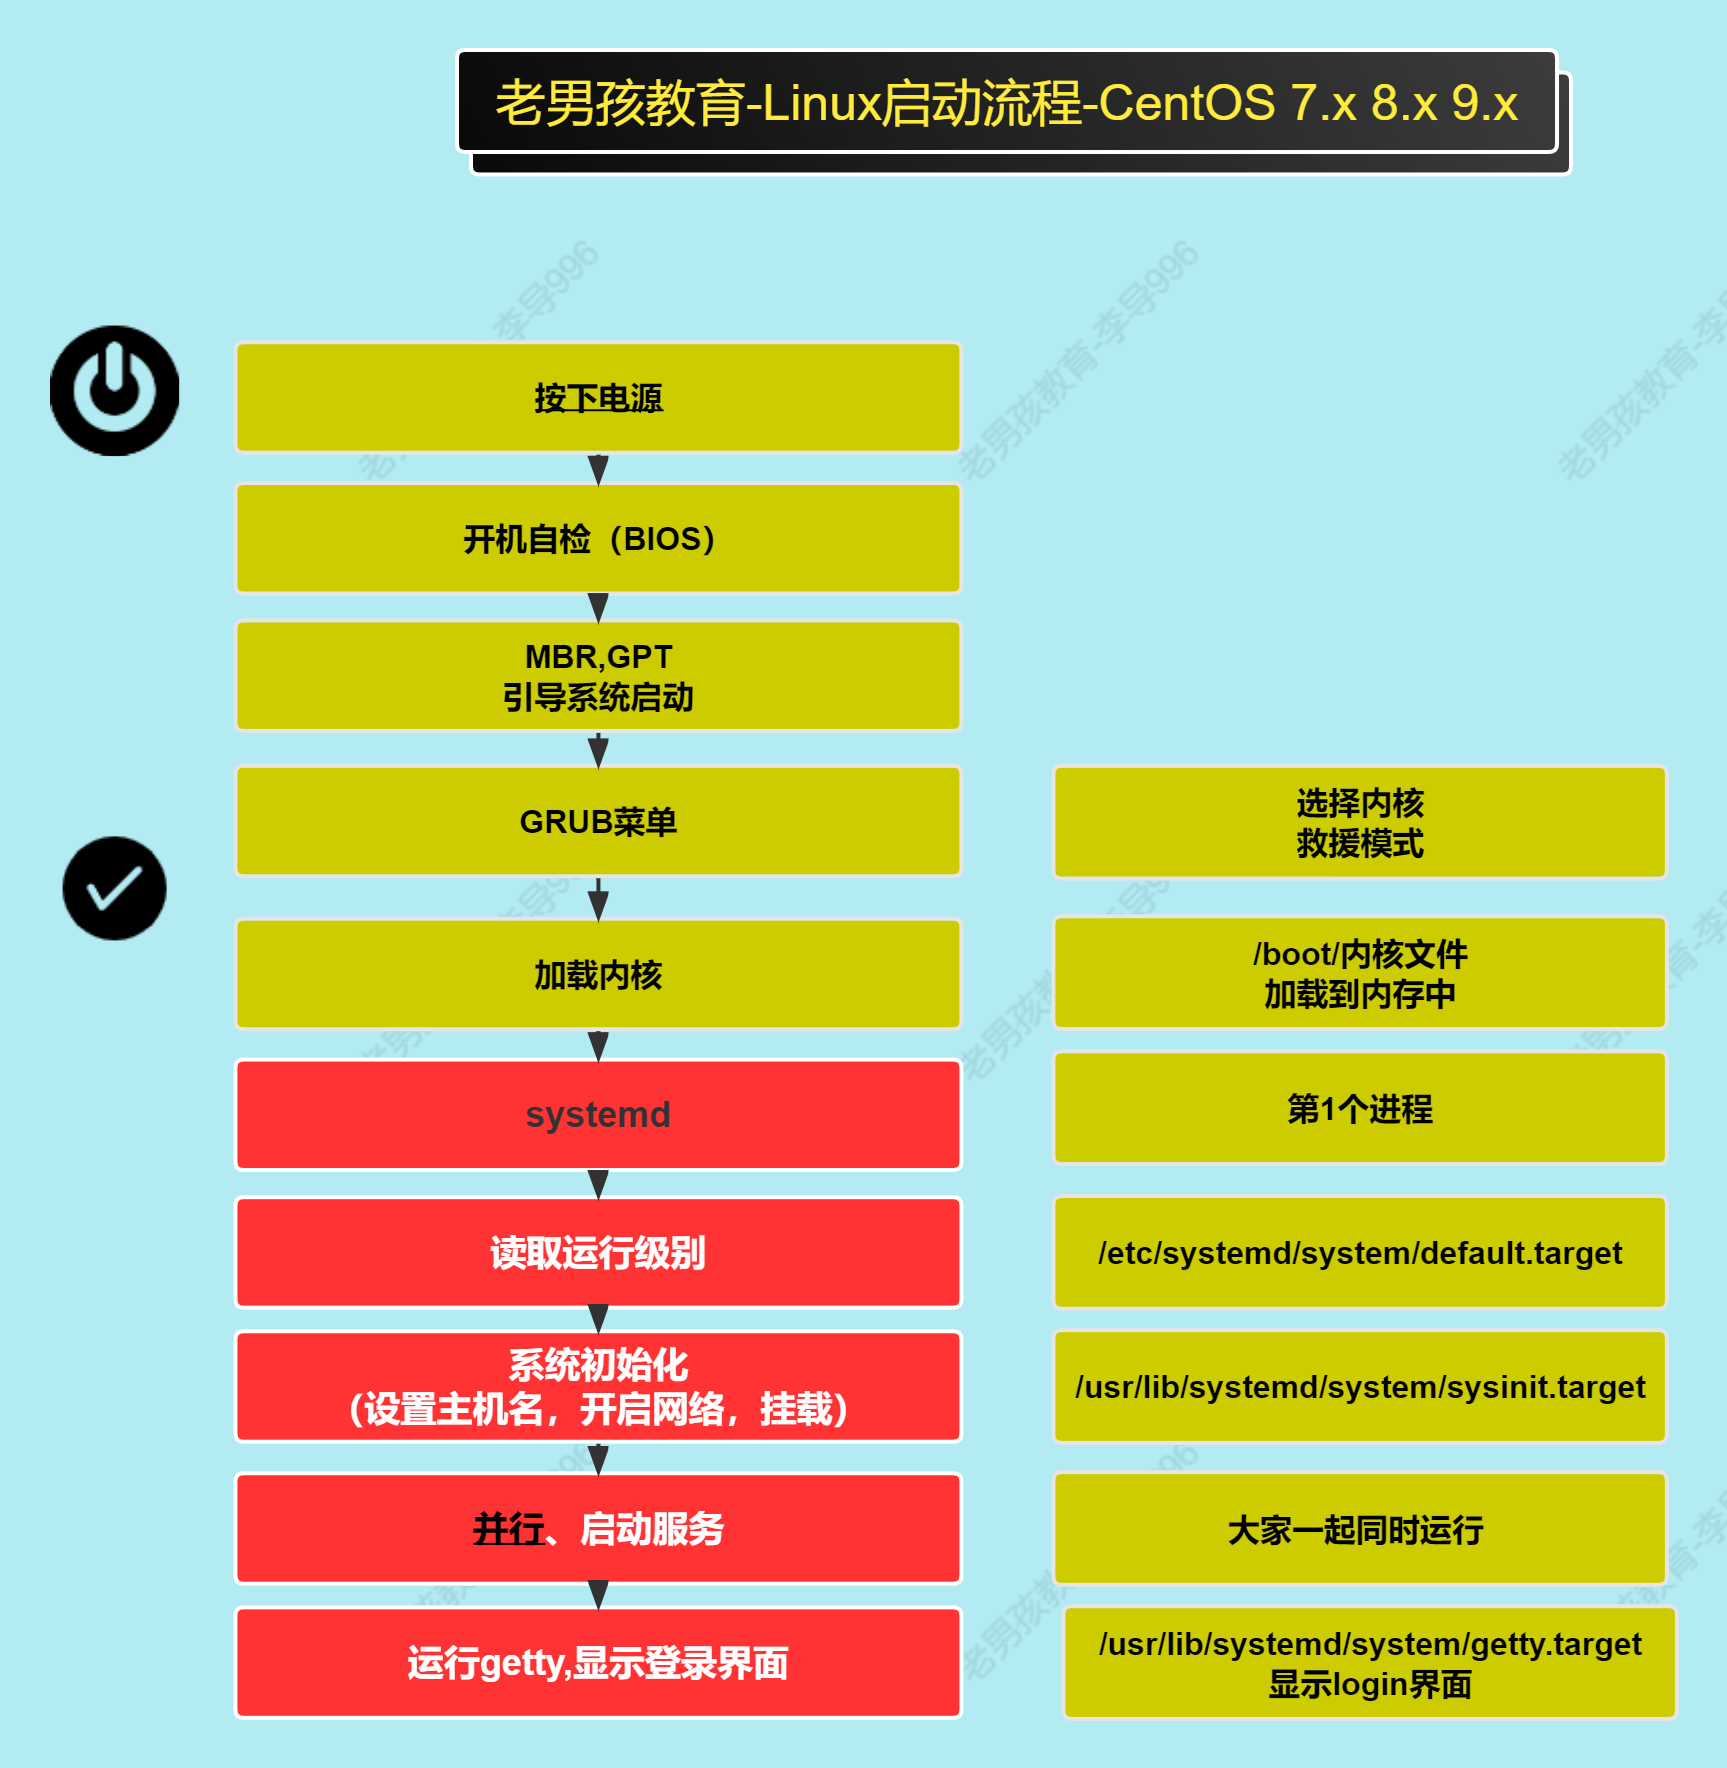 老男孩教育-Linux启动流程-CentOS 7.x 8.x 9.x
按下电源
开机自检（BIOS）
MBR,GPT
引导系统启动
GRUB菜单
选择内核
救援模式
加载内核
/boot/内核文件
加载到内存中
systemd
第1个进程
读取运行级别
/etc/systemd/system/default.target
系统初始化
（设置主机名，开启网络，挂载）
/usr/lib/systemd/system/sysinit.target
并行、启动服务
大家一起同时运行
运行getty,显示登录界面
/usr/lib/systemd/system/getty.target
显示login界面
老男孩教育-李导996